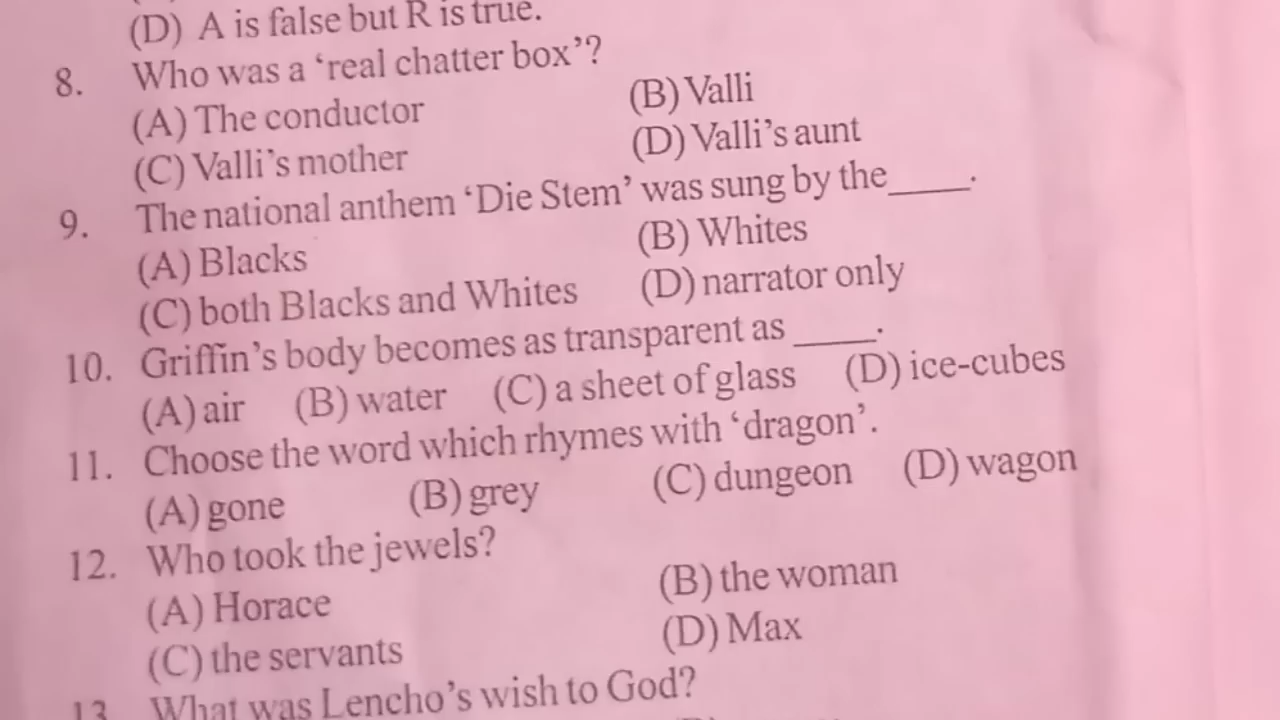 (D) A is false but R is true.
8. Who was a ‘real chatter box’?
(A) The conductor (B) Valli
(C) Valli’s mother (D) Valli’s aunt
9. The national anthem ‘Die Stem’ was sung by the____.
(A) Blacks (B) Whites
(C) both Blacks and Whites (D) narrator only
10. Griffin’s body becomes as transparent as ____.
(A) air (B) water (C) a sheet of glass (D) ice-cubes
11. Choose the word which rhymes with ‘dragon’.
(A) gone (B) grey (C) dungeon (D) wagon
12. Who took the jewels?
(A) Horace (B) the woman
(C) the servants (D) Max
13 What was Lencho’s wish to God?